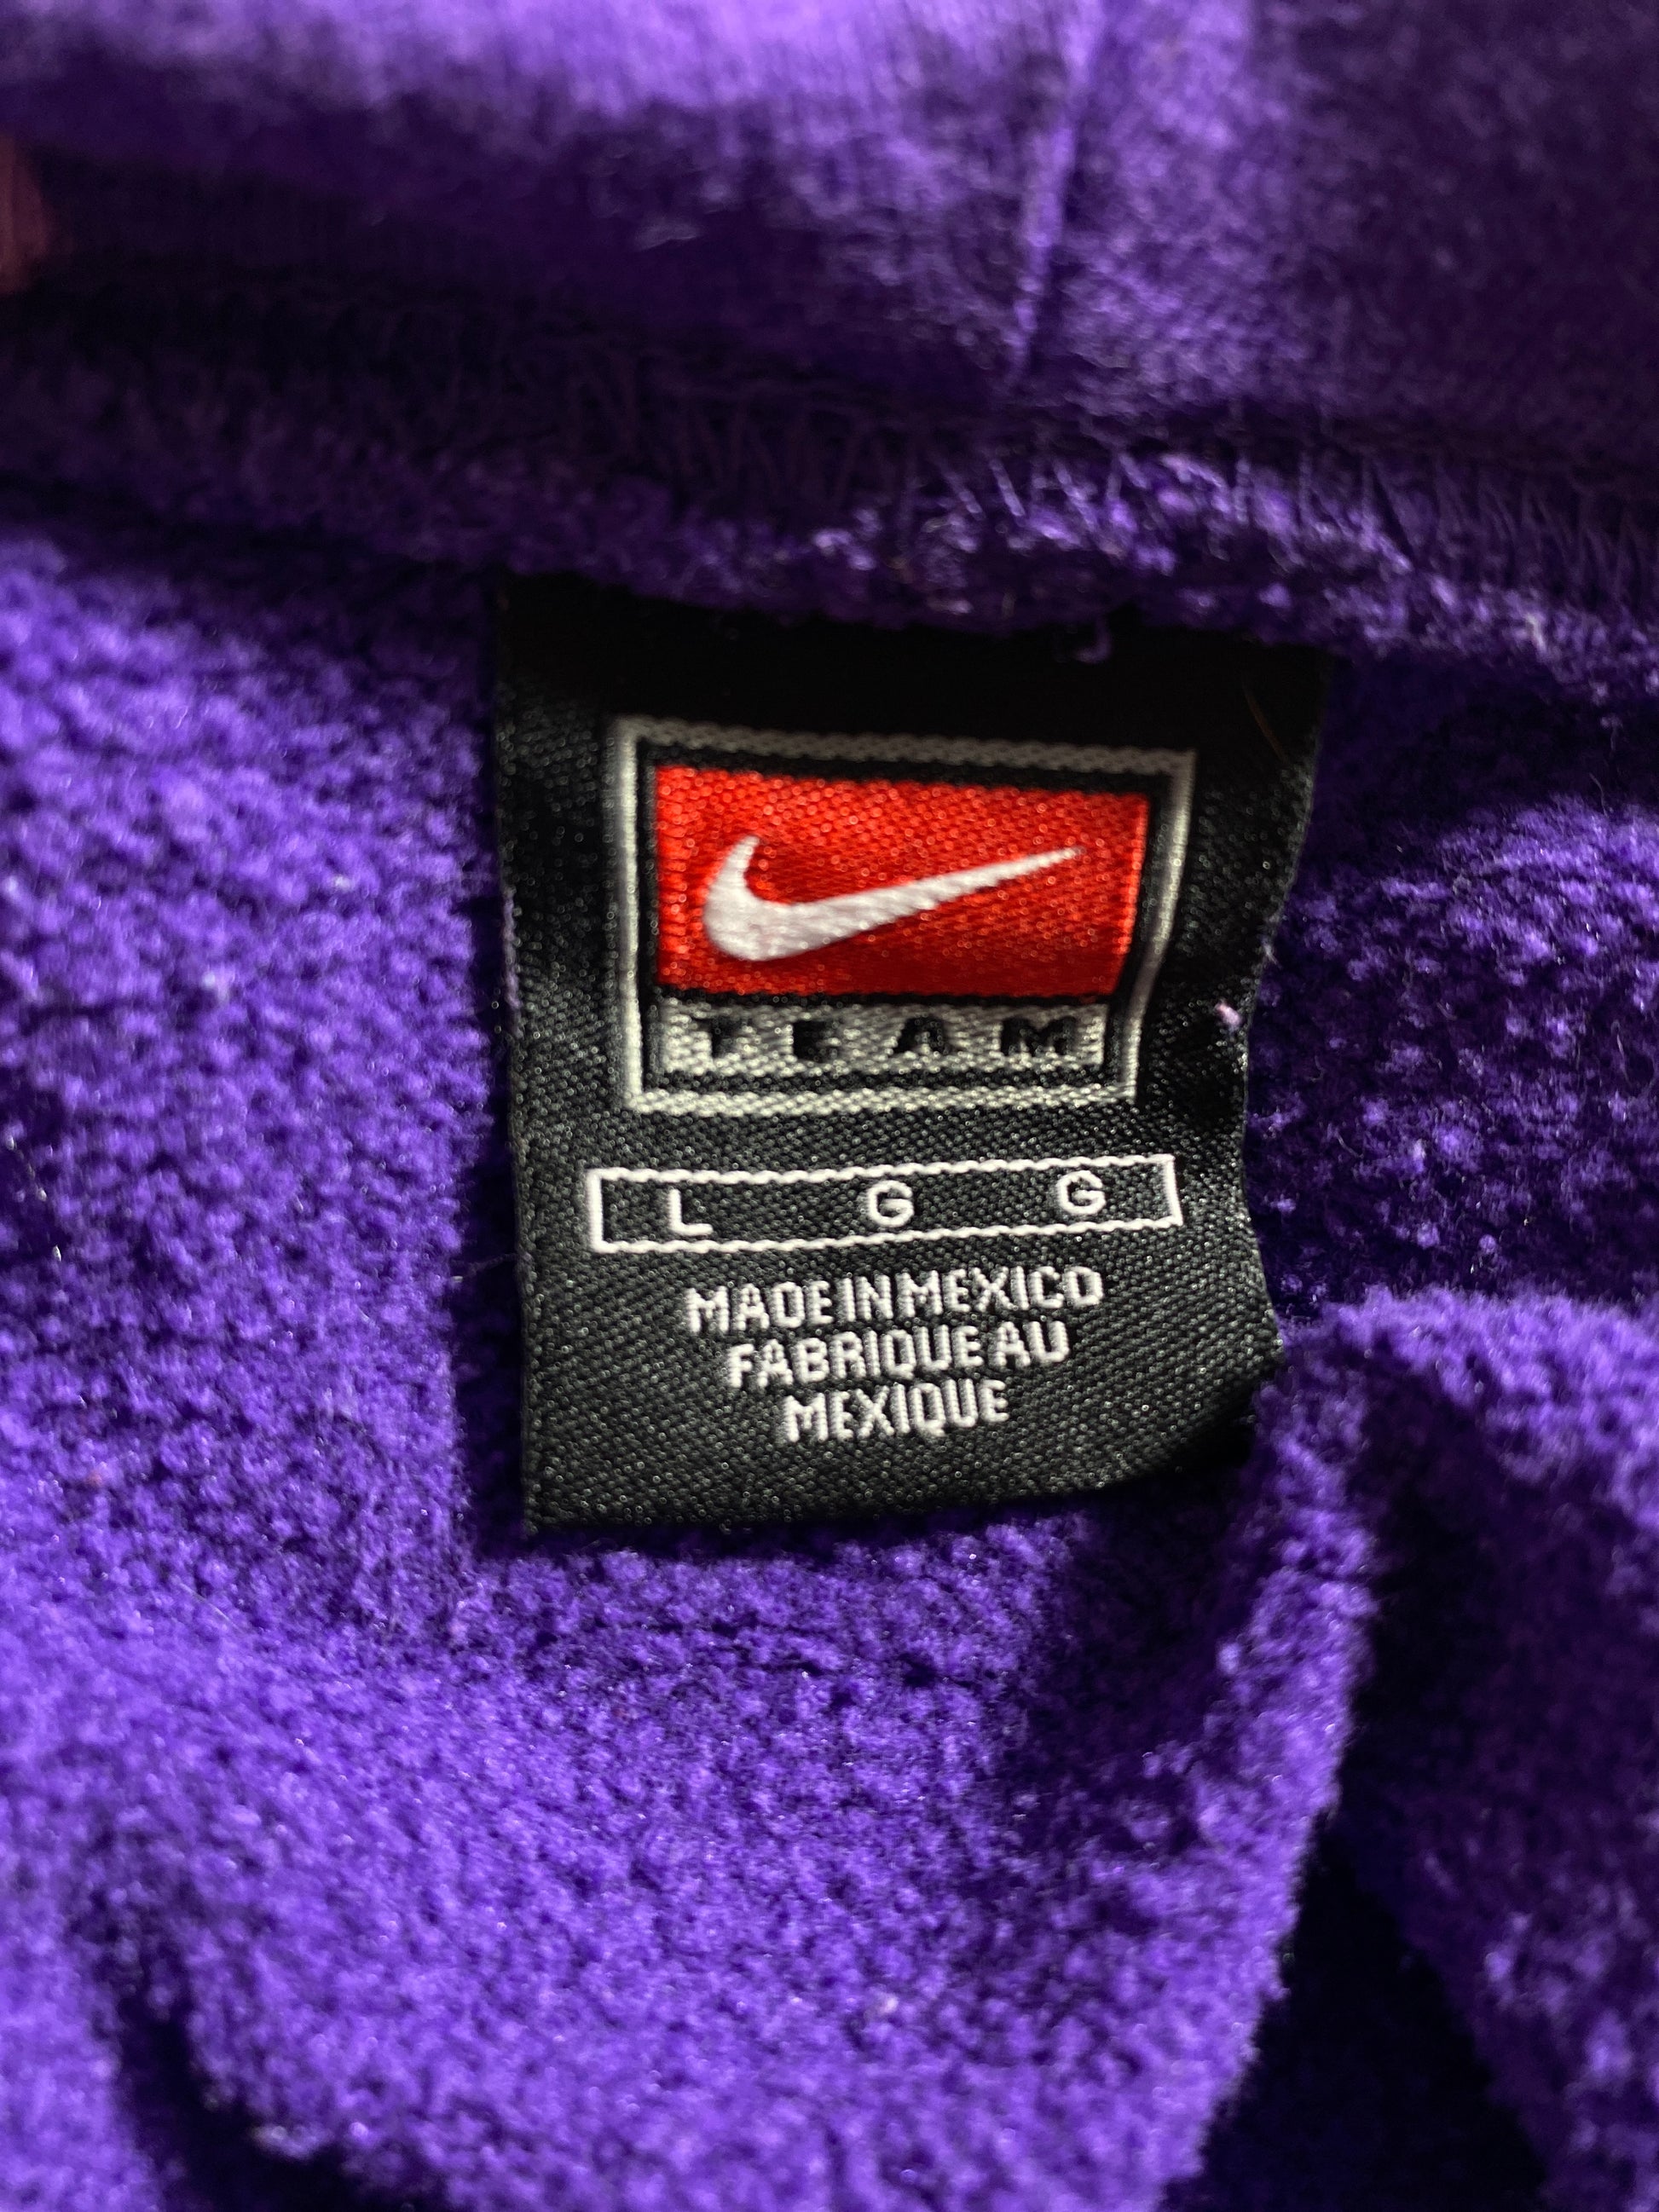 TEAM
L G G
MADE IN MEXICO
FABRIQUE AU
MEXIQUE